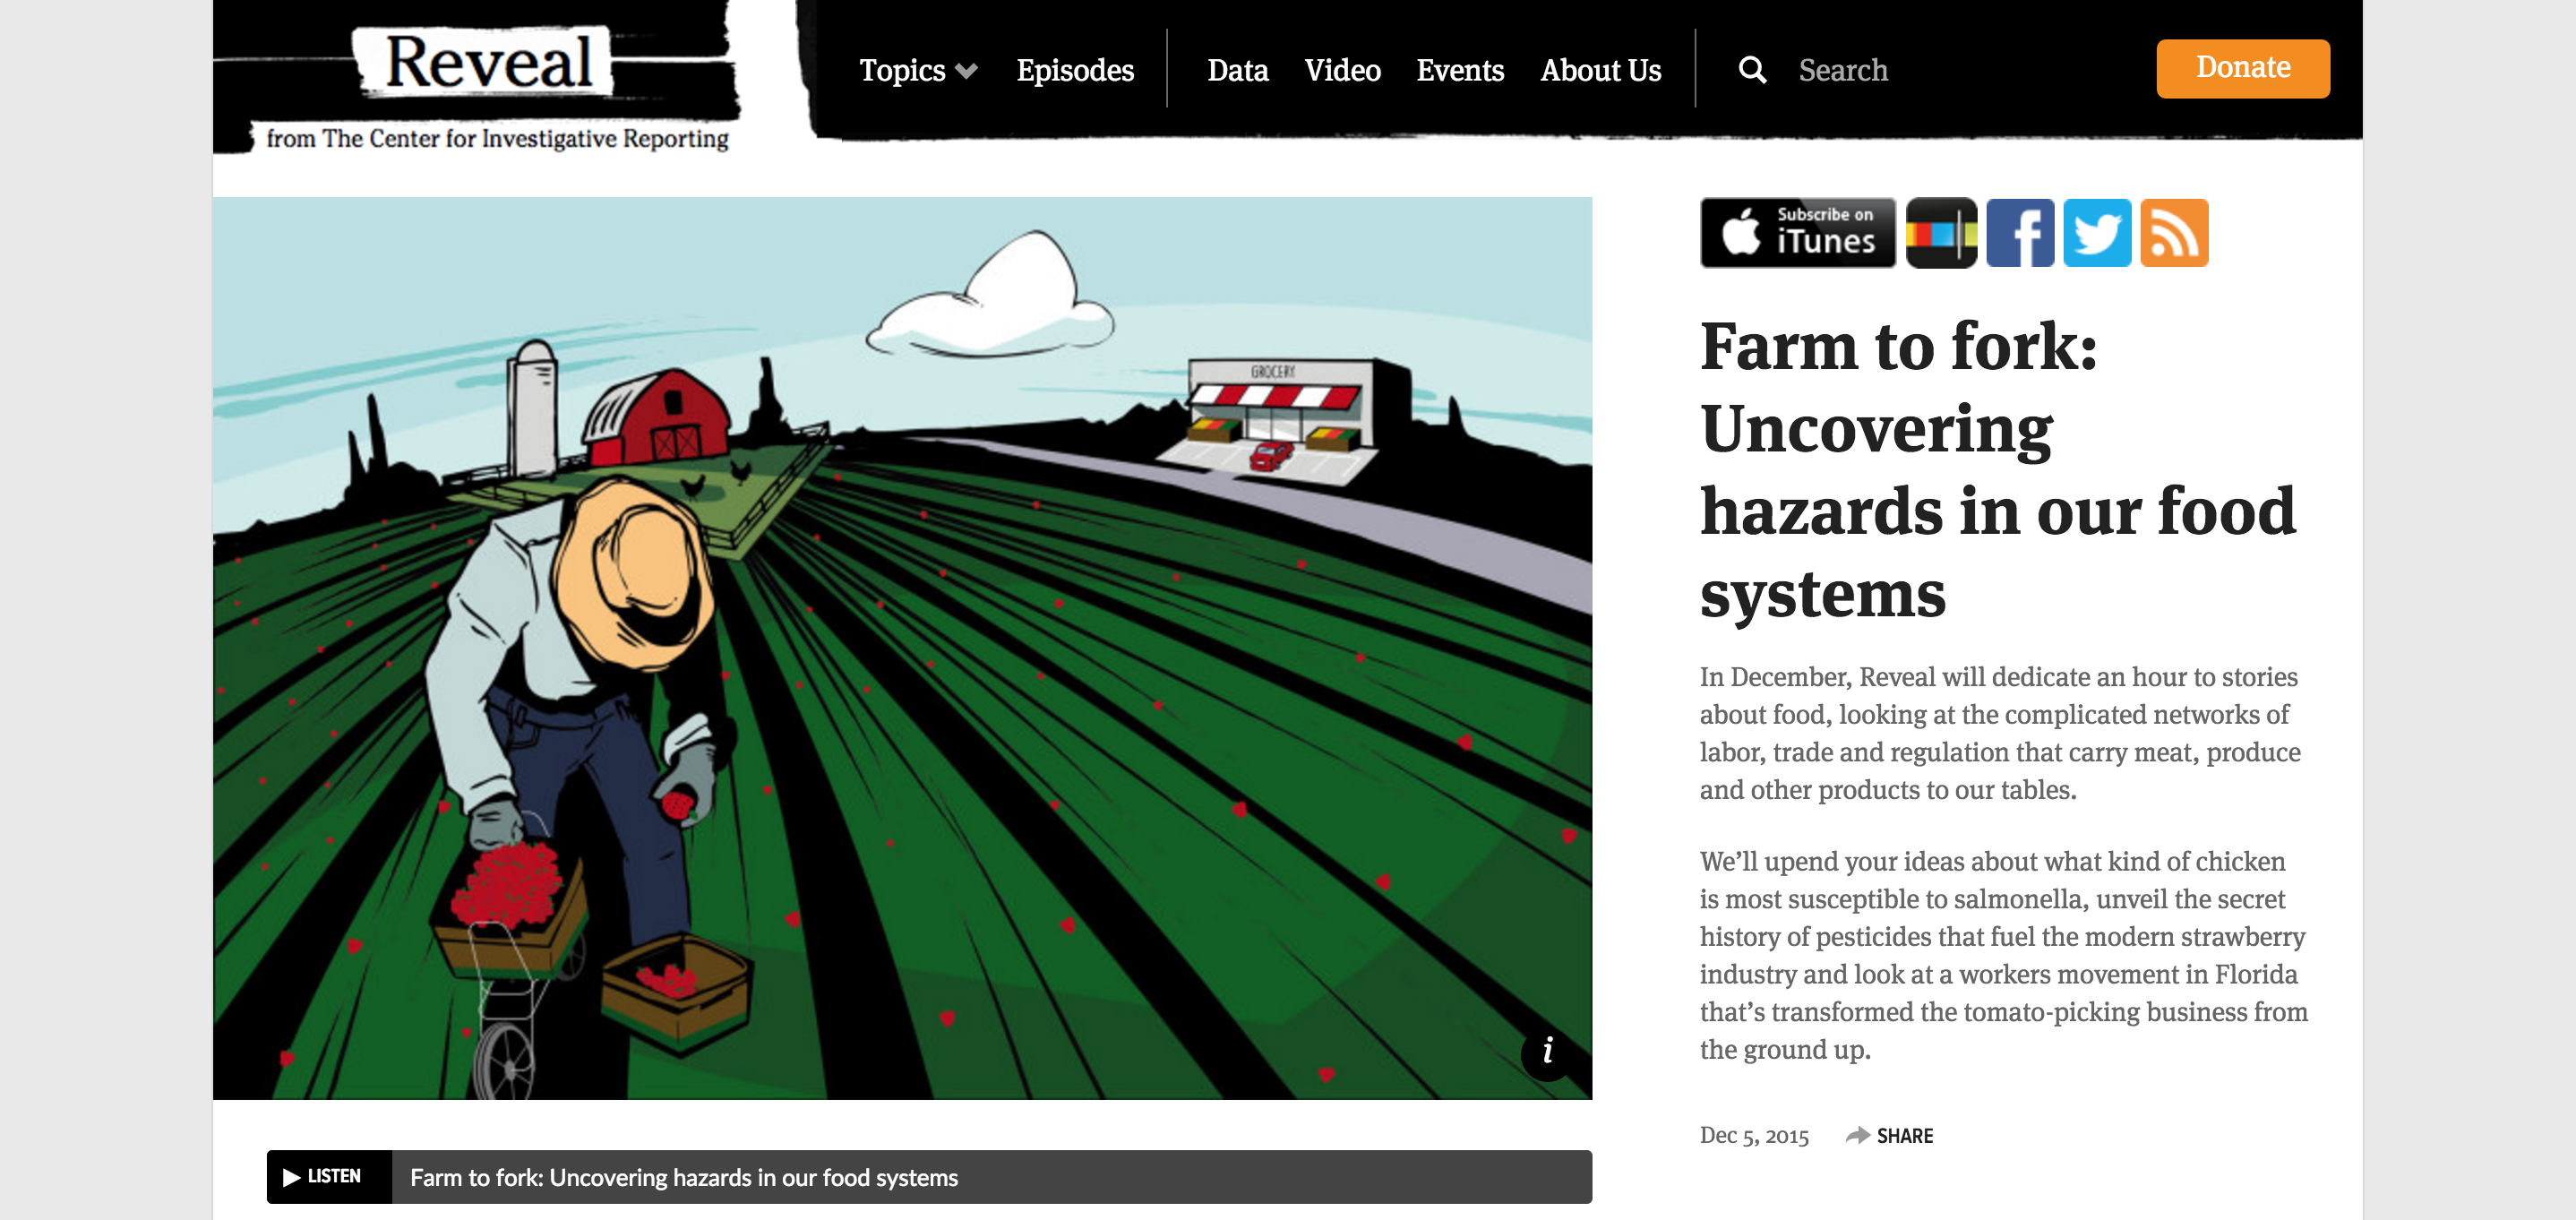 Reveal
from The Center for Investigative Reporting
Topics Episodes Data Video Events About Us Search Donate
GROCERY
i
LISTEN Farm to fork: Uncovering hazards in our food systems
Subscribe on
iTunes
Farm to fork:
Uncovering
hazards in our food
systems
In December, Reveal will dedicate an hour to stories
about food, looking at the complicated networks of
labor, trade and regulation that carry meat, produce
and other products to our tables.
We’ll upend your ideas about what kind of chicken
is most susceptible to salmonella, unveil the secret
history of pesticides that fuel the modern strawberry
industry and look at a workers movement in Florida
that’s transformed the tomato-picking business from
the ground up.
Dec 5, 2015 SHARE